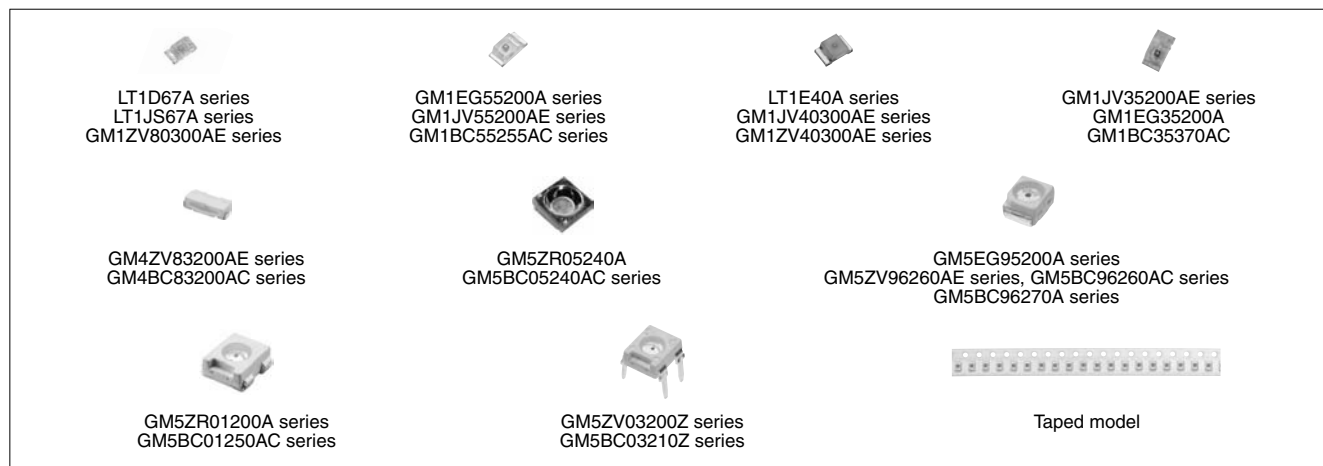 LT1D67A series
LT1JS67A series
GM1ZV80300AE series
GM1EG55200A series
GM1JV55200AE series
GM1BC55255AC series
LT1E40A series
GM1JV40300AE series
GM1ZV40300AE series
GM1JV35200AE series
GM1EG35200A
GM1BC35370AC
GM4ZV83200AE series
GM4BC83200AC series
GM5ZR05240A
GM5BC05240AC series
GM5EG95200A series
GM5ZV96260AE series, GM5BC96260AC series
GM5BC96270A series
GM5ZR01200A series
GM5BC01250AC series
GM5ZV03200Z series
GM5BC03210Z series
Taped model